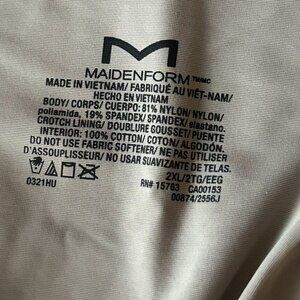 M
MAIDENFORM TM/MC
MADE IN VIETNAM/ FABRIQUÉ AU VIÊT-NAM/
HECHO EN VIETNAM
BODY/ CORPS/ CUERPO: 81% NYLON/ NYLON/
poliamida, 19% SPANDEX/ SPANDEX/ elastano.
CROTCH LINING/ DOUBLURE GOUSSET/ PUENTE
INTERIOR: 100% COTTON/ COTON/ ALGODÓN.
DO NOT USE FABRIC SOFTENER/ NE PAS UTILISER
D'ASSOUPLISSEUR/ NO USAR SUAVIZANTE DE TELAS.
2XL/2TG/EEG
RN# 15763 CA00153
0321HU
00874/2556J